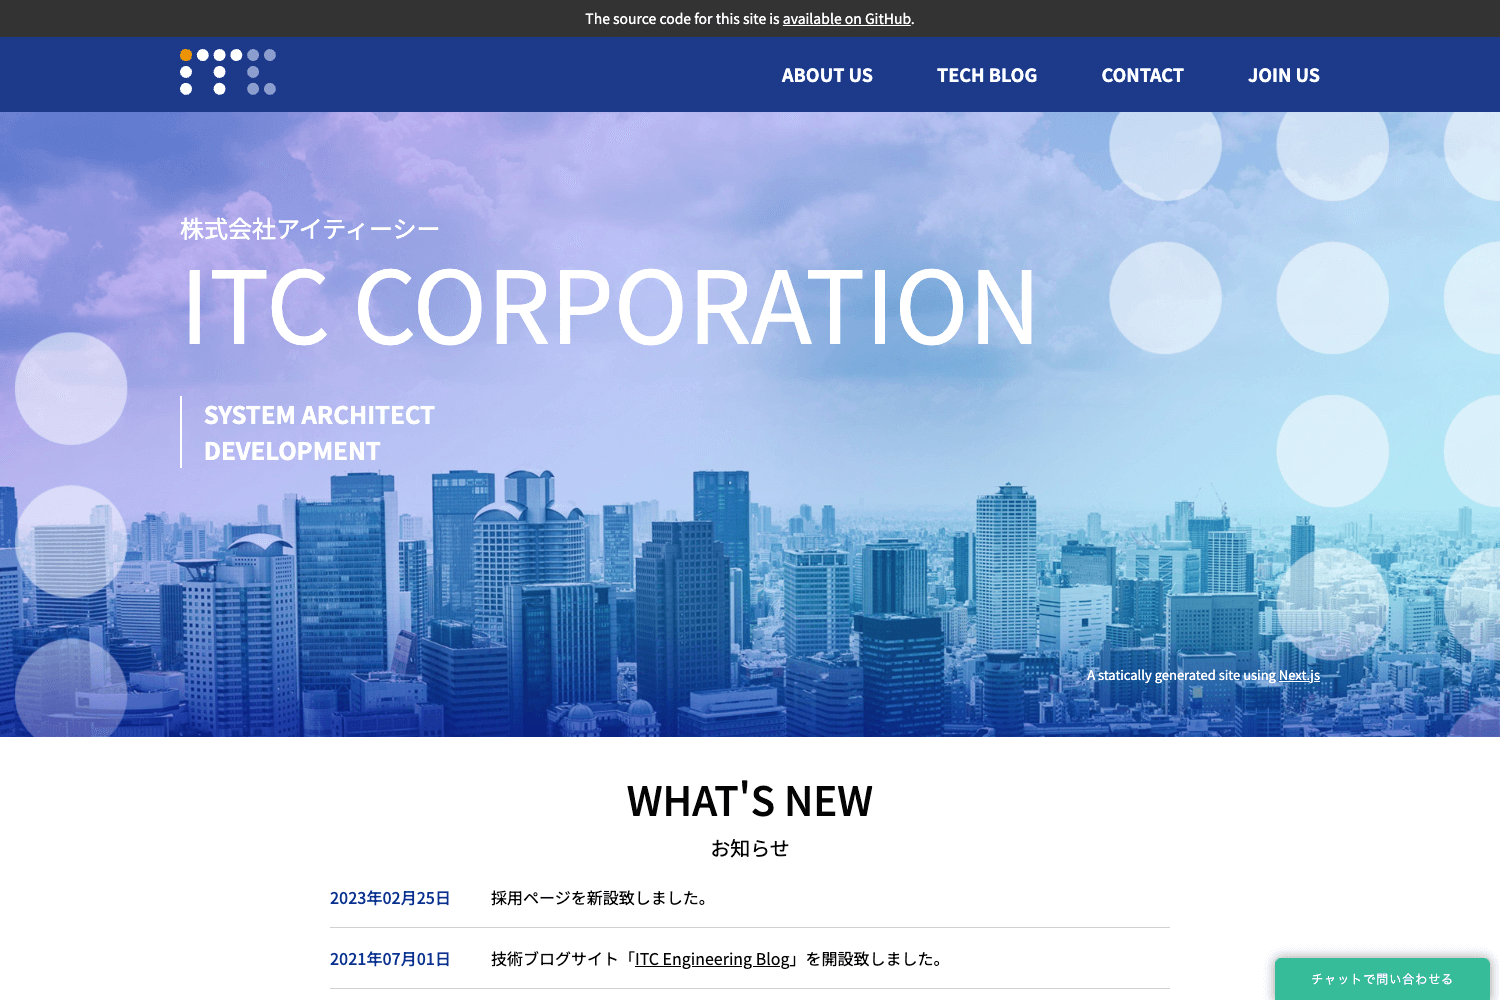 The source code for this site is available on GitHub.
ITC
ABOUT US
TECH BLOG
CONTACT
JOIN US
株式会社アイティーシー
ITC CORPORATION
SYSTEM ARCHITECT
DEVELOPMENT
A statically generated site using Next.js
WHAT'S NEW
お知らせ
2023年02月25日 採用ページを新設致しました。
2021年07月01日 技術ブログサイト「ITC Engineering Blog」を開設致しました。
チャットで問い合わせる